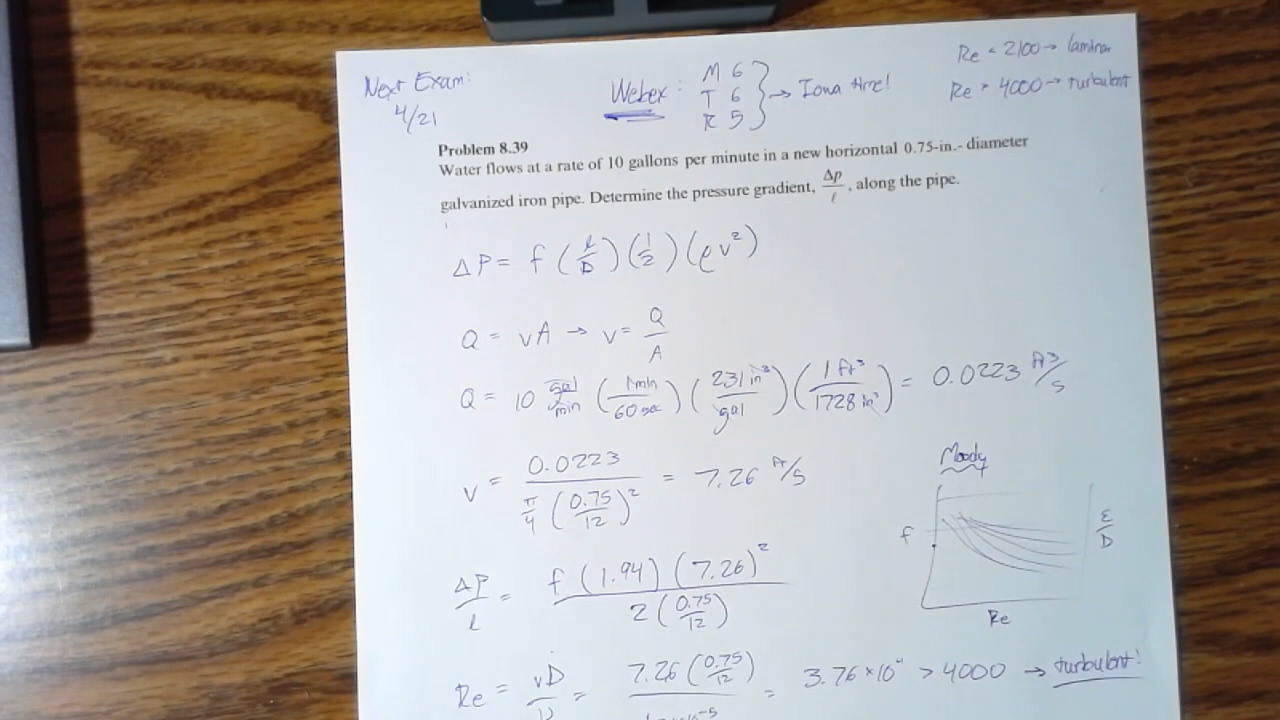 Next Exam:
4/21
Webex: M 6
T 6
R 5
→ Iowa time!
Re < 2100 → laminar
Re > 4000 → turbulent
Problem 8.39
Water flows at a rate of 10 gallons per minute in a new horizontal 0.75-in.- diameter
galvanized iron pipe. Determine the pressure gradient, Δp/ℓ, along the pipe.
ΔP = f (ℓ/D) (1/2) (ρv²)
Q = vA → v = Q/A
Q = 10 gal/min (1 min/60 sec) (231 in³/gal) (1 ft³/1728 in³) = 0.0223 ft³/s
v = 0.0223 / π/4 (0.75/12)² = 7.26 ft/s
Moody
f
ε/D
Re
ΔP/ℓ = f (1.94) (7.26)² / 2 (0.75/12)
Re = vD/ν = 7.26 (0.75/12) / = 3.76 × 10⁴ > 4000 → turbulent!